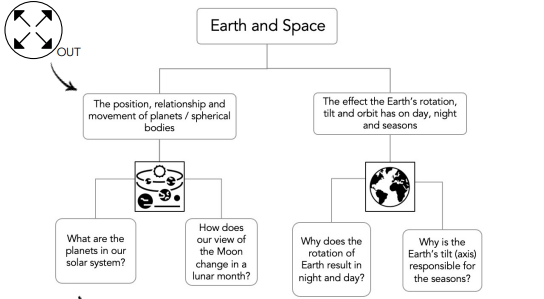 Earth and Space
OUT
The position, relationship and
movement of planets / spherical
bodies
The effect the Earth's rotation,
tilt and orbit has on day, night
and seasons
What are the
planets in our
solar system?
How does
our view of
the Moon
change in a
lunar month?
Why does the
rotation of
Earth result in
night and day?
Why is the
Earth's tilt (axis)
responsible for
the seasons?